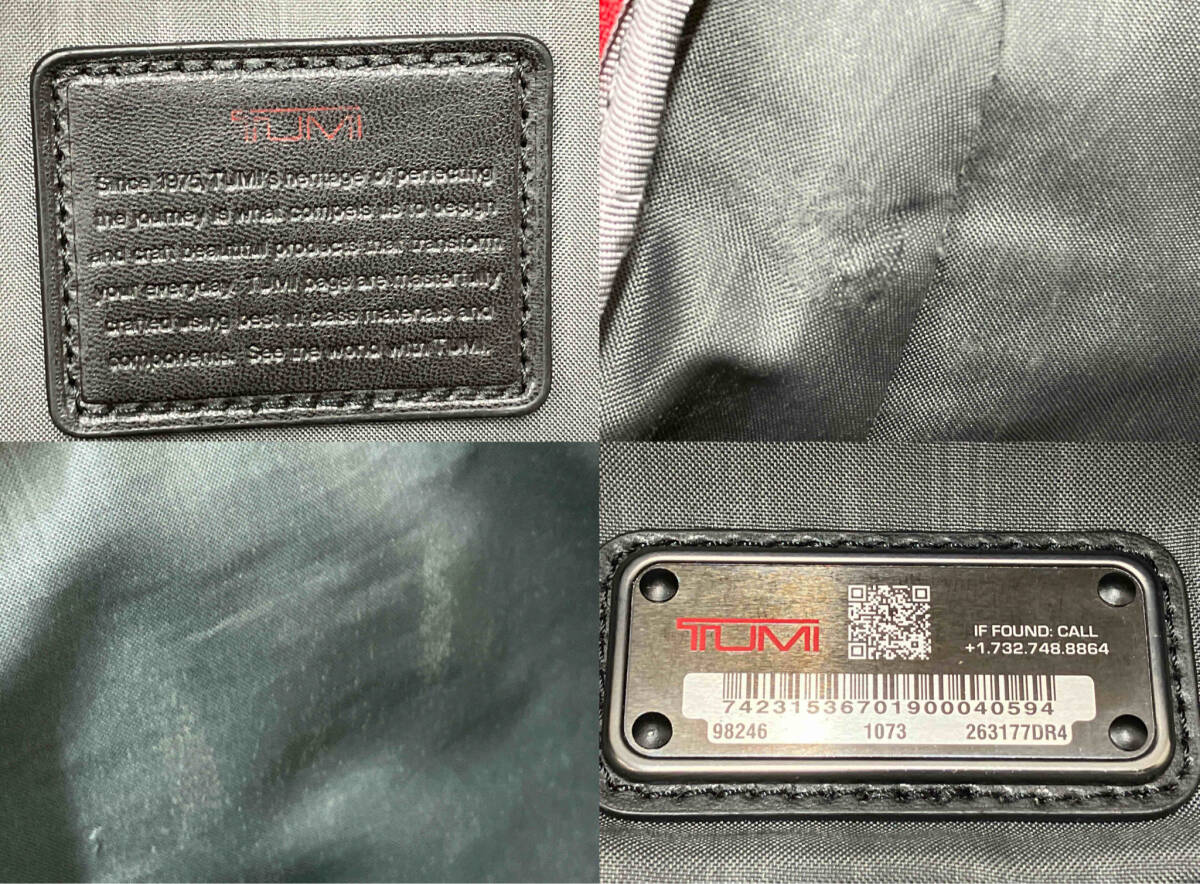 TUMI
Since 1975, TUMI's heritage of perfecting
the journey is what compels us to design
and craft beautiful products that transform
your everyday. TUMI bags are masterfully
crafted using best in class materials and
components. See the world with TUMI.
TUMI
IF FOUND: CALL
+1.732.748.8864
74231536701900040594
98246 1073 263177DR4